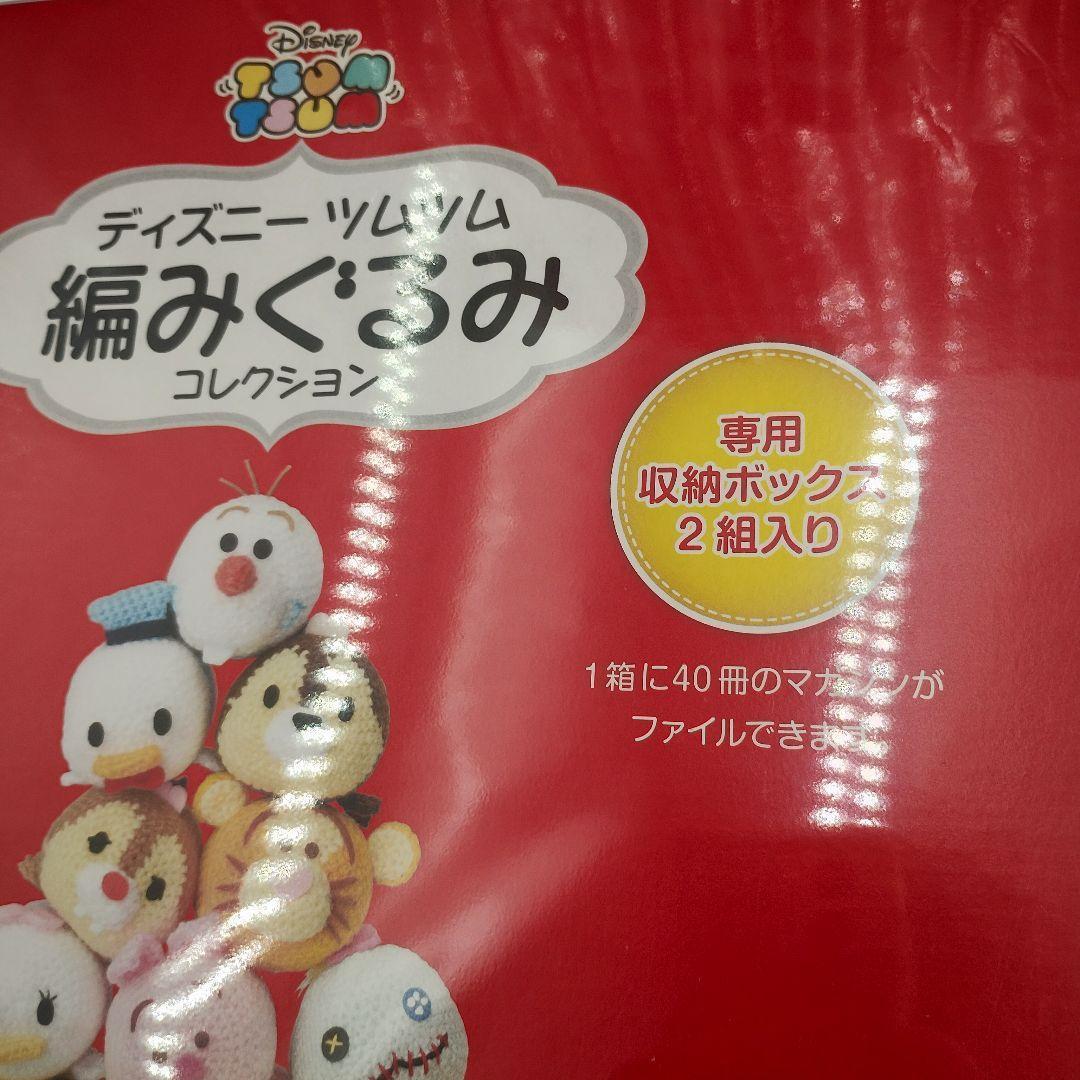 Disney
TSUM
TSUM
ディズニー ツムツム
編みぐるみ
コレクション
専用
収納ボックス
2組入り
1箱に40冊のマガジンが
ファイルできます